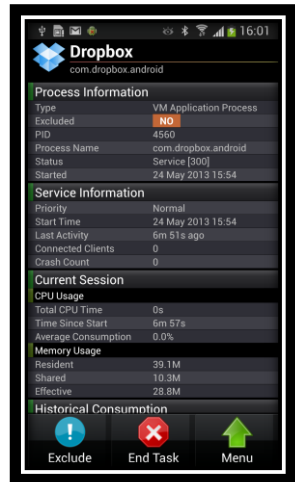 16:01
Dropbox
com.dropbox.android
Process Information
Type VM Application Process
Excluded NO
PID 4560
Process Name com.dropbox.android
Status Service [300]
Started 24 May 2013 15:54
Service Information
Priority Normal
Start Time 24 May 2013 15:54
Last Activity 6m 51s ago
Connected Clients 0
Crash Count 0
Current Session
CPU Usage
Total CPU Time 0s
Time Since Start 6m 57s
Average Consumption 0.0%
Memory Usage
Resident 39.1M
Shared 10.3M
Effective 28.8M
Historical Consumption
Exclude End Task Menu